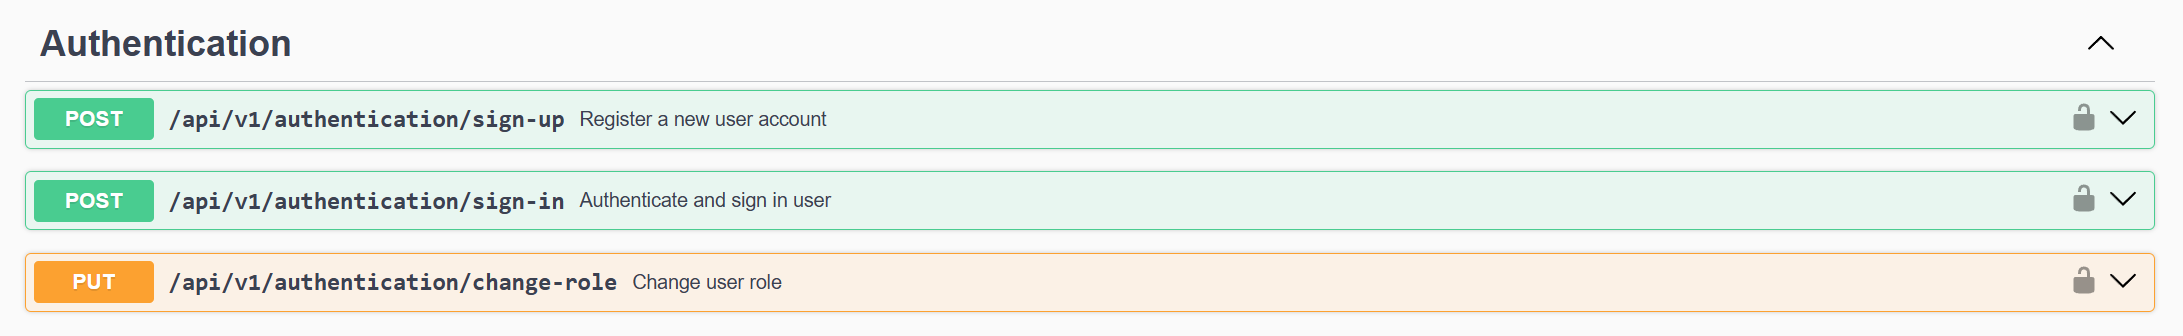 Authentication
POST /api/v1/authentication/sign-up Register a new user account
POST /api/v1/authentication/sign-in Authenticate and sign in user
PUT /api/v1/authentication/change-role Change user role